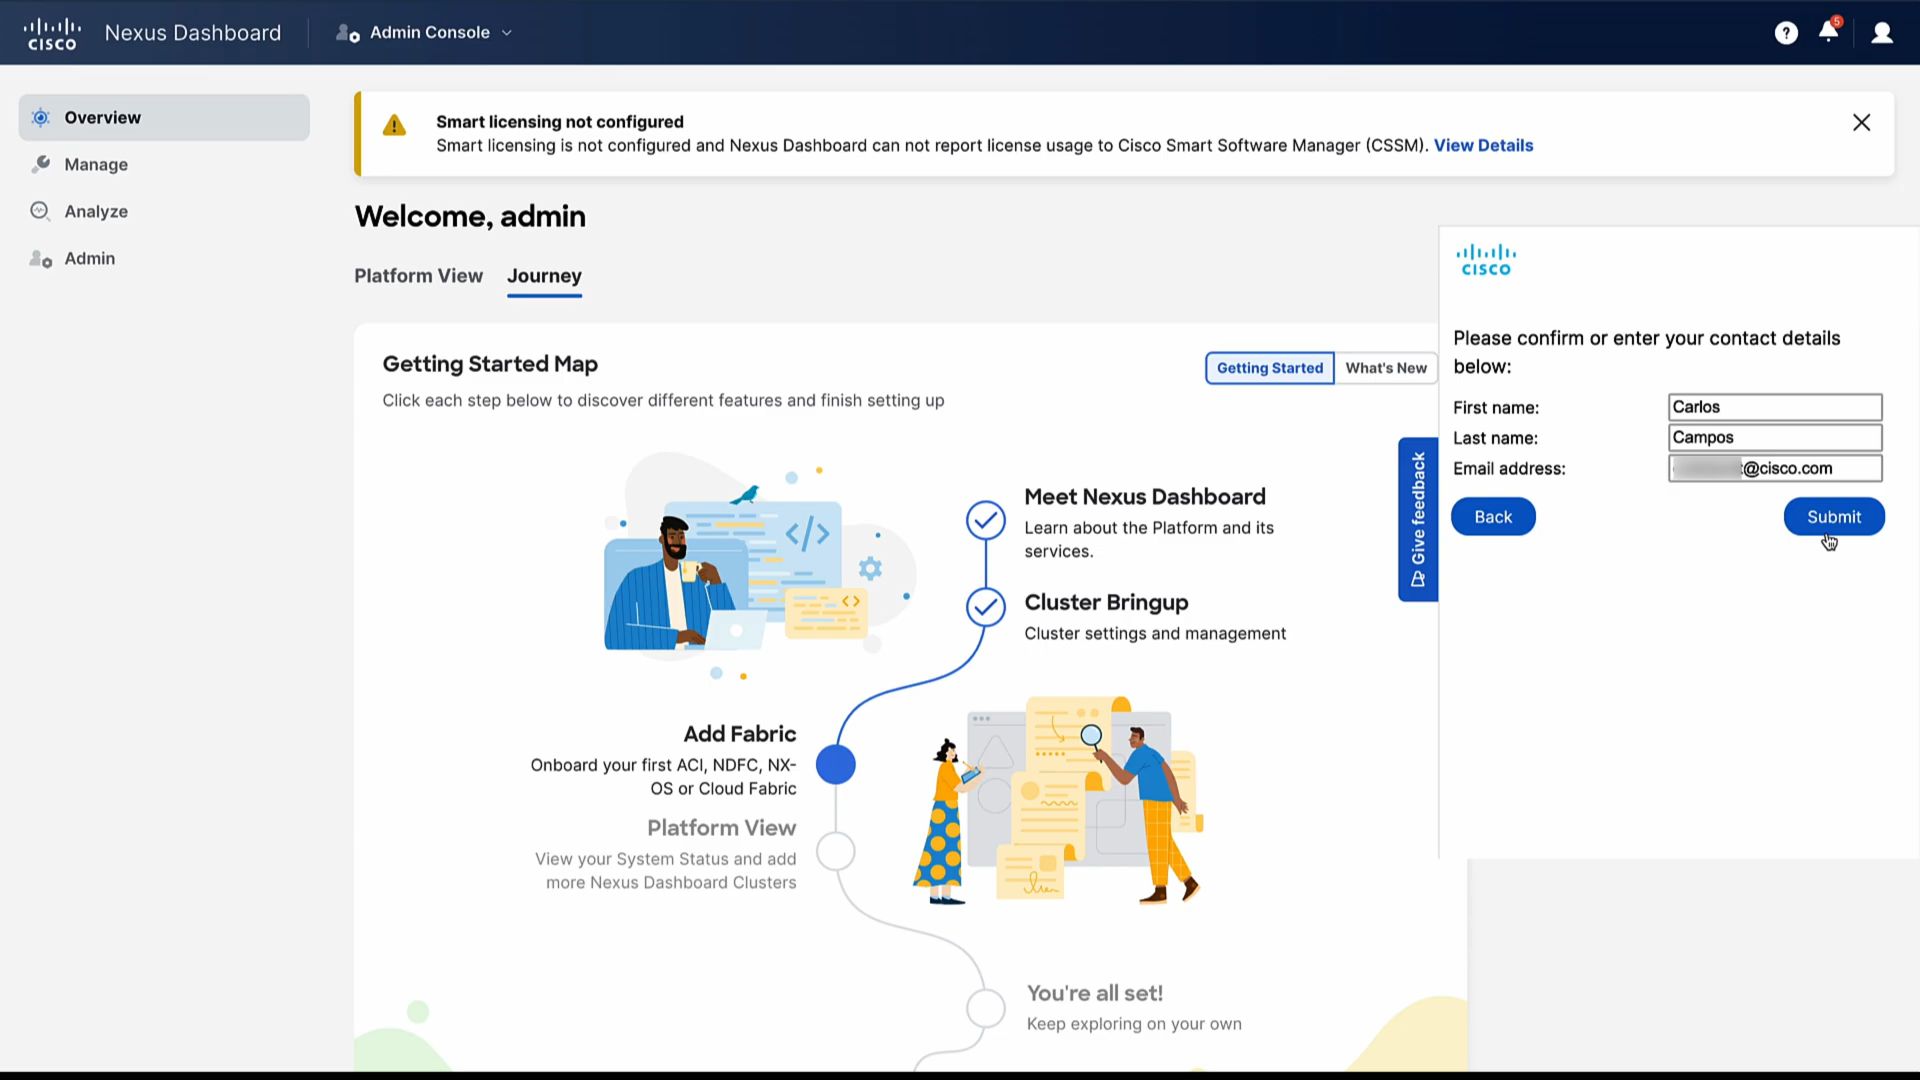 CISCO
Nexus Dashboard
Admin Console
?
5
Overview
Manage
Analyze
Admin
Smart licensing not configured
Smart licensing is not configured and Nexus Dashboard can not report license usage to Cisco Smart Software Manager (CSSM). View Details
Welcome, admin
Platform View
Journey
Getting Started Map
Click each step below to discover different features and finish setting up
Getting Started
What's New
Meet Nexus Dashboard
Learn about the Platform and its
services.
Cluster Bringup
Cluster settings and management
Add Fabric
Onboard your first ACI, NDFC, NX-
OS or Cloud Fabric
Platform View
View your System Status and add
more Nexus Dashboard Clusters
You're all set!
Keep exploring on your own
Give feedback
CISCO
Please confirm or enter your contact details
below:
First name:
Carlos
Last name:
Campos
Email address:
@cisco.com
Back
Submit